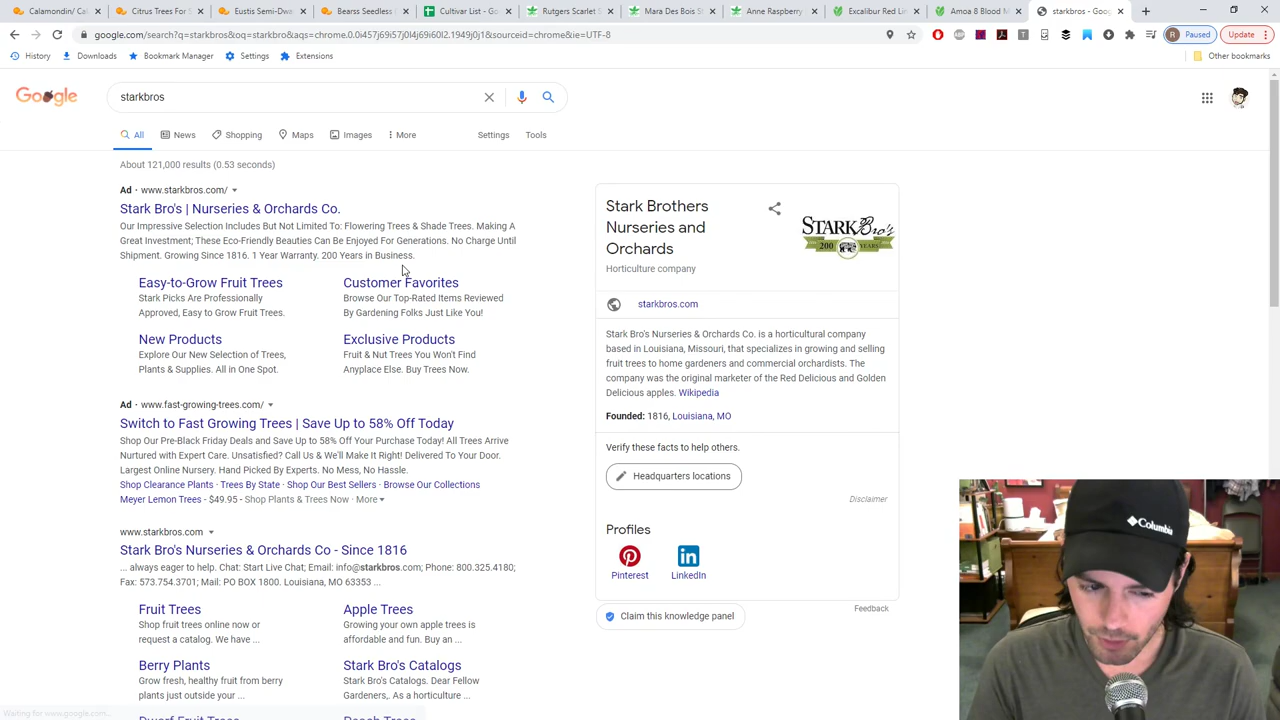 Calamondin/ Cal
Citrus Trees For S
Eustis Semi-Dwa
Bearss Seedless
Cultivar List - Go
Rutgers Scarlet S
Mara Des Bois St
Anne Raspberry
Excalibur Red Li
Amoa 8 Blood M
starkbros - Goog
google.com/search?q=starkbros&oq=starkbro&aqs=chrome.0.0i457j69i57j0l4j69i60l2.1949j0j1&sourceid=chrome&ie=UTF-8
Paused
Update
History
Downloads
Bookmark Manager
Settings
Extensions
Other bookmarks
Google
starkbros
All
News
Shopping
Maps
Images
More
Settings
Tools
About 121,000 results (0.53 seconds)
Ad · www.starkbros.com/
Stark Bro's | Nurseries & Orchards Co.
Our Impressive Selection Includes But Not Limited To: Flowering Trees & Shade Trees. Making A
Great Investment; These Eco-Friendly Beauties Can Be Enjoyed For Generations. No Charge Until
Shipment. Growing Since 1816. 1 Year Warranty. 200 Years in Business.
Easy-to-Grow Fruit Trees
Stark Picks Are Professionally
Approved, Easy to Grow Fruit Trees.
Customer Favorites
Browse Our Top-Rated Items Reviewed
By Gardening Folks Just Like You!
New Products
Explore Our New Selection of Trees,
Plants & Supplies. All in One Spot.
Exclusive Products
Fruit & Nut Trees You Won't Find
Anyplace Else. Buy Trees Now.
Ad · www.fast-growing-trees.com/
Switch to Fast Growing Trees | Save Up to 58% Off Today
Shop Our Pre-Black Friday Deals and Save Up to 58% Off Your Purchase Today! All Trees Arrive
Nurtured with Expert Care. Unsatisfied? Call Us & We'll Make It Right! Delivered To Your Door.
Largest Online Nursery. Hand Picked By Experts. No Mess, No Hassle.
Shop Clearance Plants · Trees By State · Shop Our Best Sellers · Browse Our Collections
Meyer Lemon Trees - $49.95 - Shop Plants & Trees Now · More
www.starkbros.com
Stark Bro's Nurseries & Orchards Co - Since 1816
... always eager to help. Chat: Start Live Chat; Email: info@starkbros.com; Phone: 800.325.4180;
Fax: 573.754.3701; Mail: PO BOX 1800. Louisiana, MO 63353 ...
Fruit Trees
Shop fruit trees online now or
request a catalog. We have ...
Apple Trees
Growing your own apple trees is
affordable and fun. Buy an ...
Berry Plants
Grow fresh, healthy fruit from berry
plants just outside your ...
Stark Bro's Catalogs
Stark Bro's Catalogs. Dear Fellow
Gardeners,. As a horticulture ...
Waiting for www.google.com...
Stark Brothers
Nurseries and
Orchards
Horticulture company
STARK Bro's
200 YEARS
starkbros.com
Stark Bro's Nurseries & Orchards Co. is a horticultural company
based in Louisiana, Missouri, that specializes in growing and selling
fruit trees to home gardeners and commercial orchardists. The
company was the original marketer of the Red Delicious and Golden
Delicious apples. Wikipedia
Founded: 1816, Louisiana, MO
Verify these facts to help others.
Headquarters locations
Disclaimer
Profiles
Pinterest
LinkedIn
Feedback
Claim this knowledge panel
Columbia